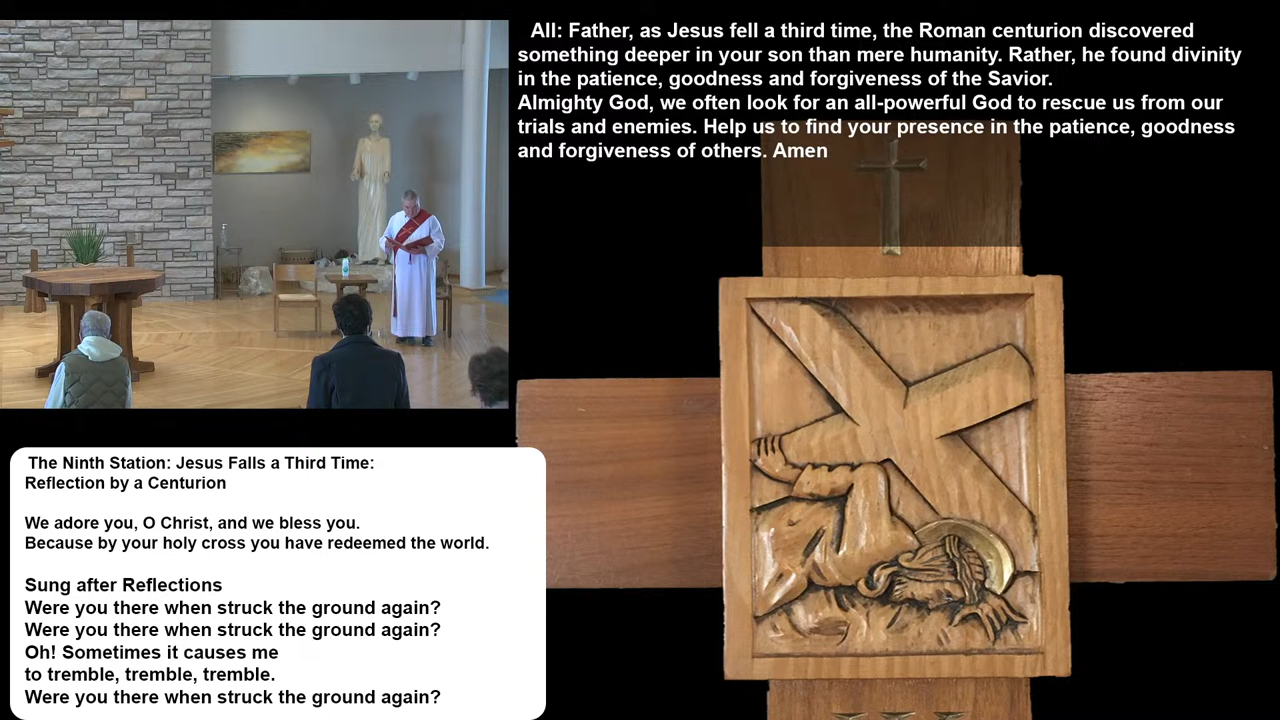 All: Father, as Jesus fell a third time, the Roman centurion discovered
something deeper in your son than mere humanity. Rather, he found divinity
in the patience, goodness and forgiveness of the Savior.
Almighty God, we often look for an all-powerful God to rescue us from our
trials and enemies. Help us to find your presence in the patience, goodness
and forgiveness of others. Amen
The Ninth Station: Jesus Falls a Third Time:
Reflection by a Centurion
We adore you, O Christ, and we bless you.
Because by your holy cross you have redeemed the world.
Sung after Reflections
Were you there when struck the ground again?
Were you there when struck the ground again?
Oh! Sometimes it causes me
to tremble, tremble, tremble.
Were you there when struck the ground again?